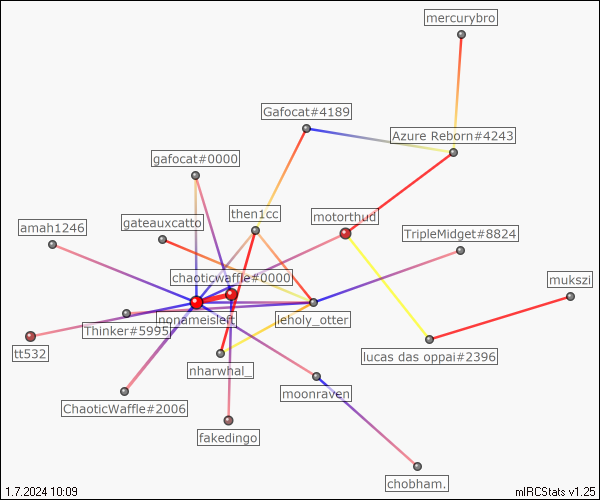 mercurybro
Gafocat#4189
Azure Reborn#4243
gafocat#0000
amah1246
gateauxcatto
then1cc
motorthud
TripleMidget#8824
chaoticwaffle#0000
mukszi
nonameisleft
leholy_otter
Thinker#5995
tt532
lucas das oppai#2396
nharwhal_
moonraven
ChaoticWaffle#2006
fakedingo
chobham.
1.7.2024 10:09
mIRCStats v1.25